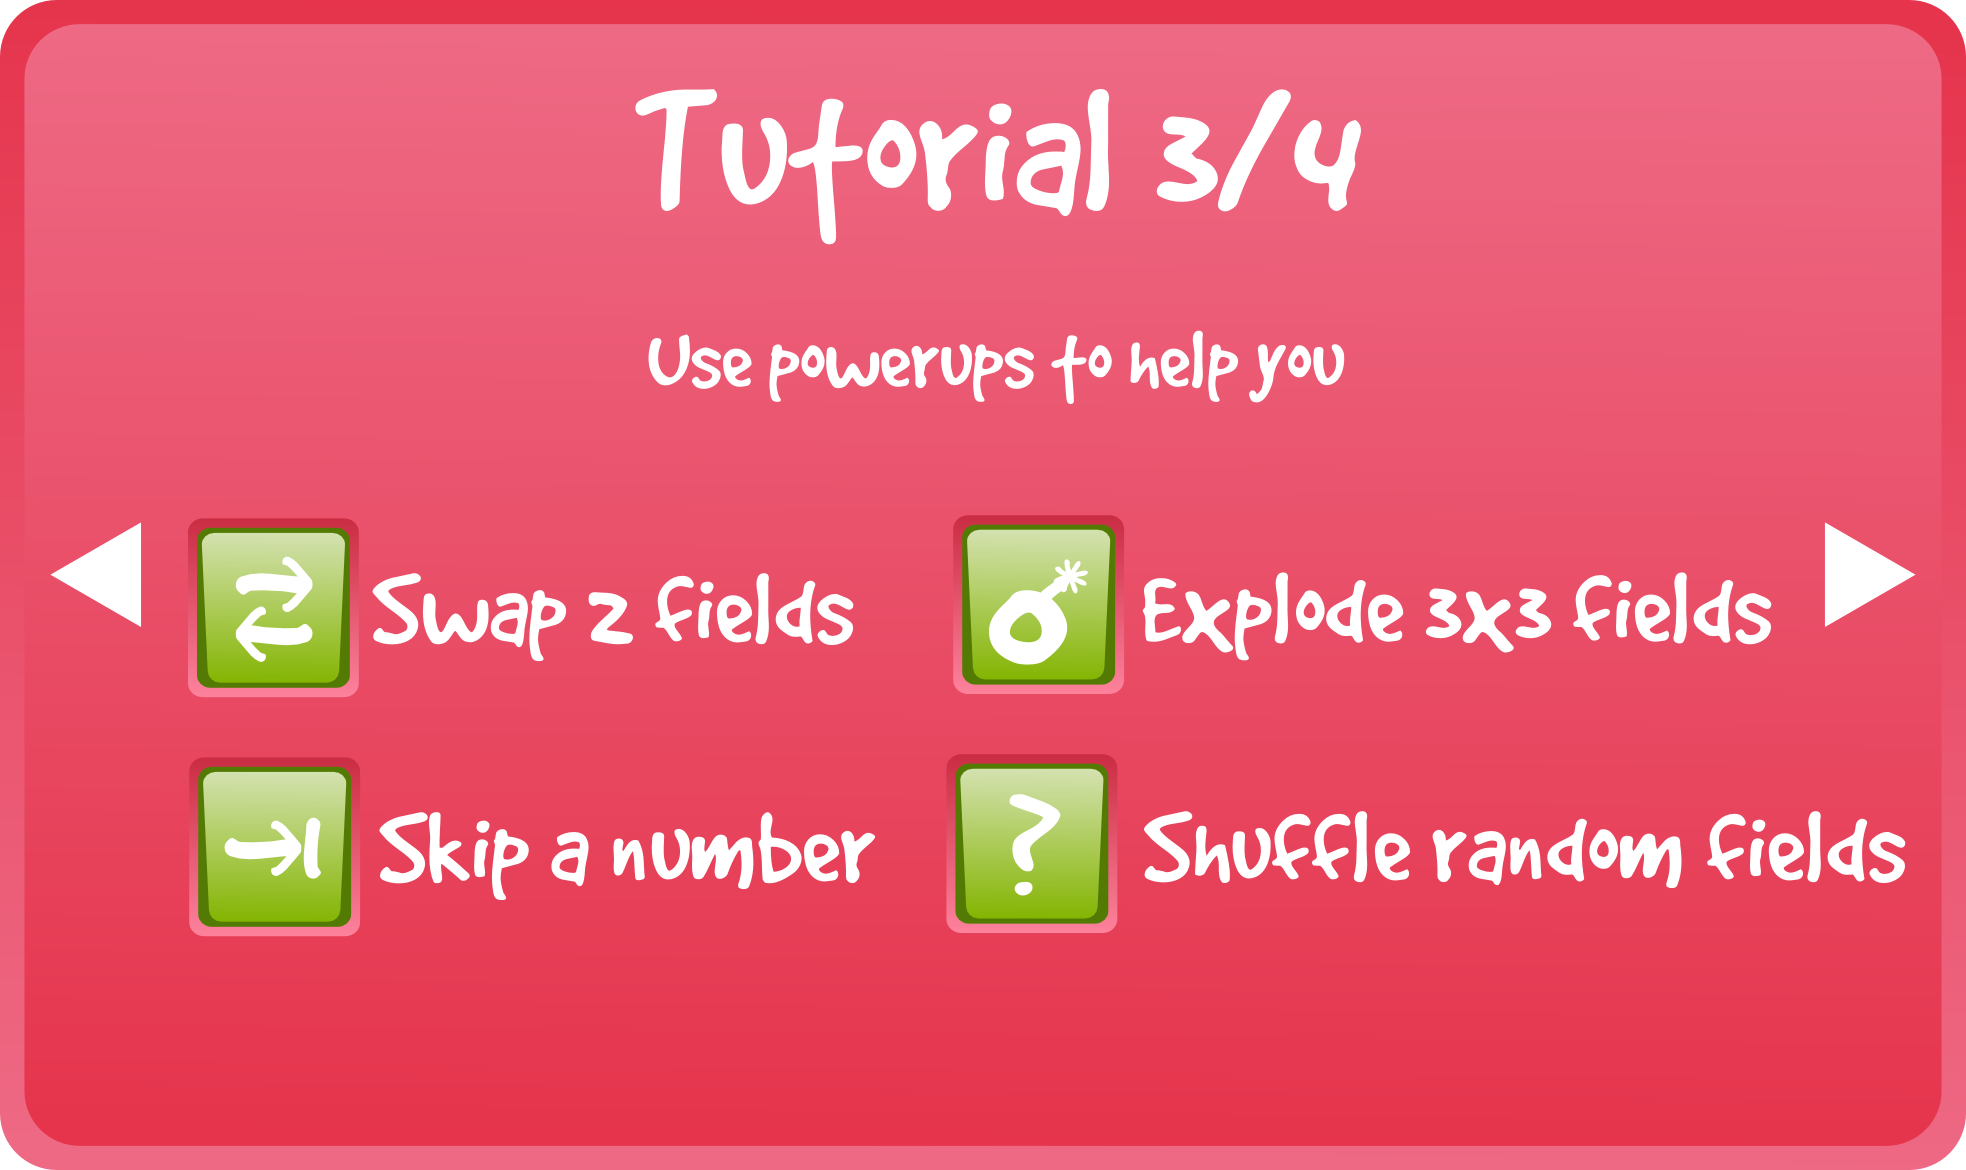 Tutorial 3/4
Use powerups to help you
Swap 2 fields
Explode 3x3 fields
Skip a number
?
Shuffle random fields